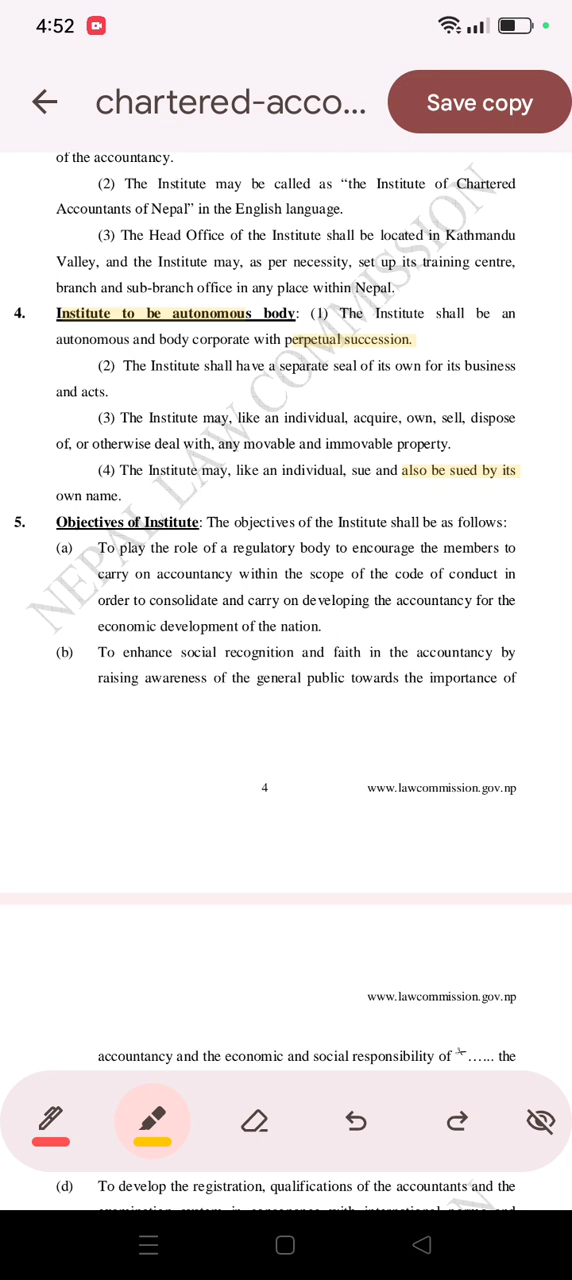 4:52
chartered-acco...
Save copy
of the accountancy.
(2) The Institute may be called as “the Institute of Chartered
Accountants of Nepal” in the English language.
(3) The Head Office of the Institute shall be located in Kathmandu
Valley, and the Institute may, as per necessity, set up its training centre,
branch and sub-branch office in any place within Nepal.
4. Institute to be autonomous body: (1) The Institute shall be an
autonomous and body corporate with perpetual succession.
(2) The Institute shall have a separate seal of its own for its business
and acts.
(3) The Institute may, like an individual, acquire, own, sell, dispose
of, or otherwise deal with, any movable and immovable property.
(4) The Institute may, like an individual, sue and also be sued by its
own name.
5. Objectives of Institute: The objectives of the Institute shall be as follows:
(a) To play the role of a regulatory body to encourage the members to
carry on accountancy within the scope of the code of conduct in
order to consolidate and carry on developing the accountancy for the
economic development of the nation.
(b) To enhance social recognition and faith in the accountancy by
raising awareness of the general public towards the importance of
NEPAL LAW COMMISSION
4 www.lawcommission.gov.np
www.lawcommission.gov.np
accountancy and the economic and social responsibility of ...... the
(d) To develop the registration, qualifications of the accountants and the